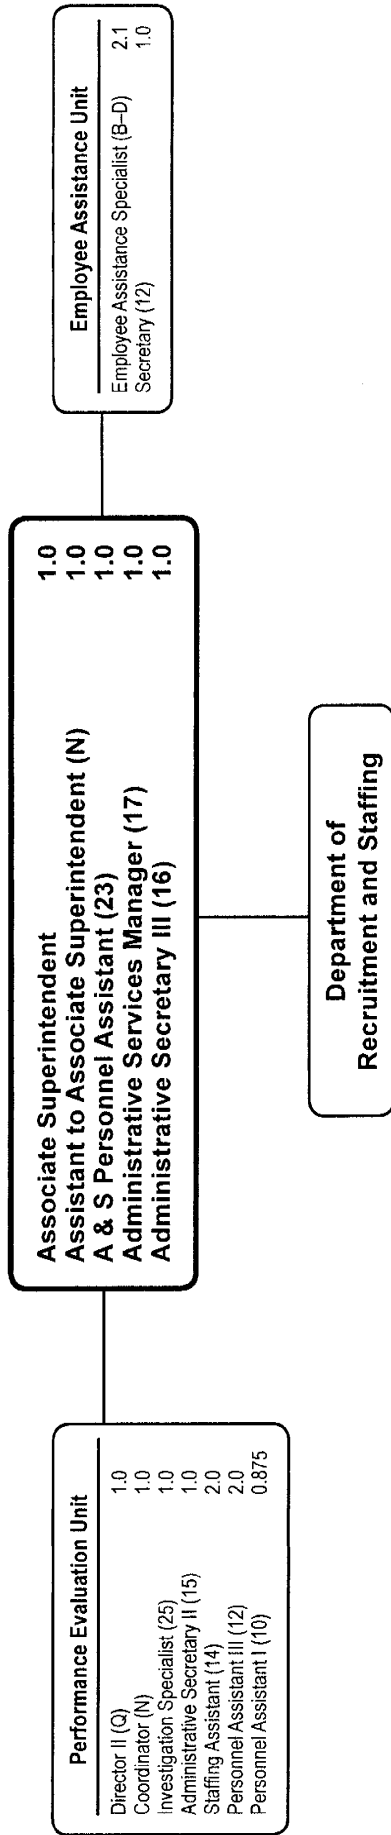 Performance Evaluation Unit
Director II (Q) 1.0
Coordinator (N) 1.0
Investigation Specialist (25) 1.0
Administrative Secretary II (15) 1.0
Staffing Assistant (14) 2.0
Personnel Assistant III (12) 2.0
Personnel Assistant I (10) 0.875
Associate Superintendent 1.0
Assistant to Associate Superintendent (N) 1.0
A & S Personnel Assistant (23) 1.0
Administrative Services Manager (17) 1.0
Administrative Secretary III (16) 1.0
Employee Assistance Unit
Employee Assistance Specialist (B–D) 2.1
Secretary (12) 1.0
Department of
Recruitment and Staffing